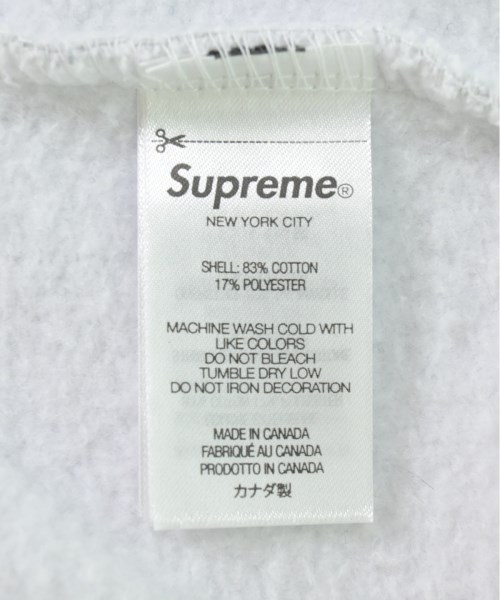 Supreme®
NEW YORK CITY
SHELL: 83% COTTON
17% POLYESTER
MACHINE WASH COLD WITH
LIKE COLORS
DO NOT BLEACH
TUMBLE DRY LOW
DO NOT IRON DECORATION
MADE IN CANADA
FABRIQUÉ AU CANADA
PRODOTTO IN CANADA
カナダ製